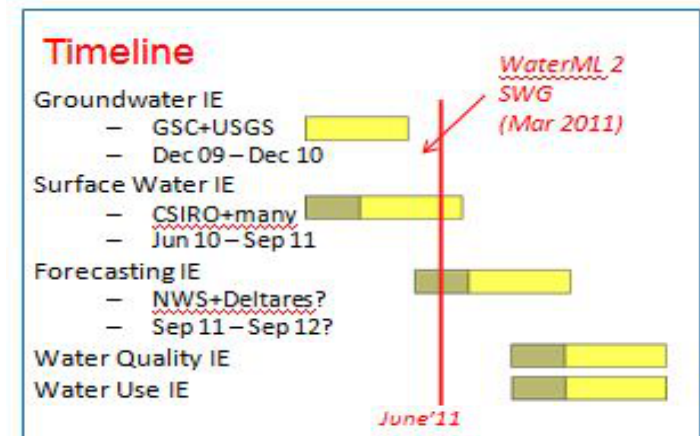 Timeline
WaterML 2
SWG
(Mar 2011)
Groundwater IE
– GSC+USGS
– Dec 09 – Dec 10
Surface Water IE
– CSIRO+many
– Jun 10 – Sep 11
Forecasting IE
– NWS+Deltares?
– Sep 11 – Sep 12?
Water Quality IE
Water Use IE
June'11